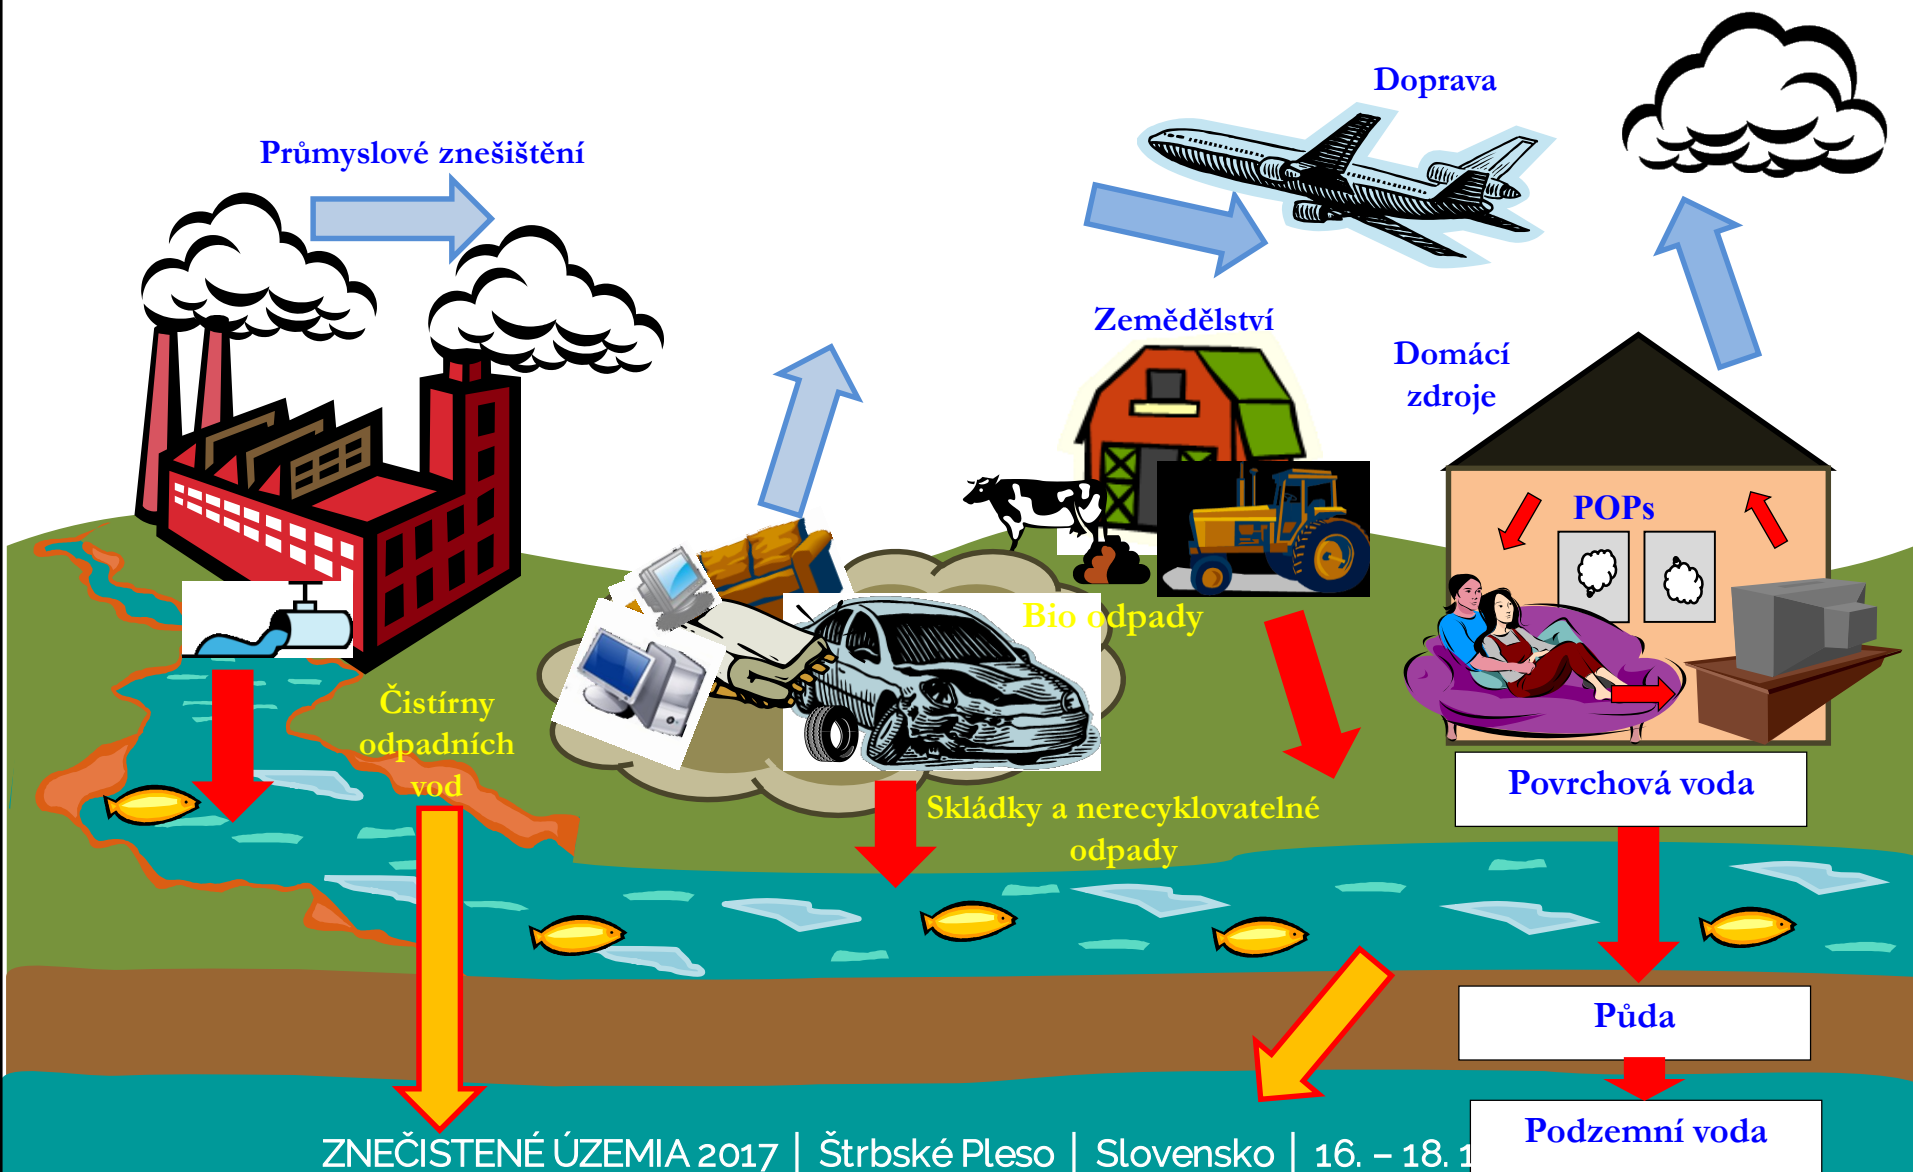 Doprava
Průmyslové znešištění
Zemědělství
Domácí
zdroje
POPs
Bio odpady
Čistírny
odpadních
vod
Povrchová voda
Skládky a nerecyklovatelné
odpady
Půda
Podzemní voda
ZNEČISTENÉ ÚZEMIA 2017 | Štrbské Pleso | Slovensko | 16. – 18. 1